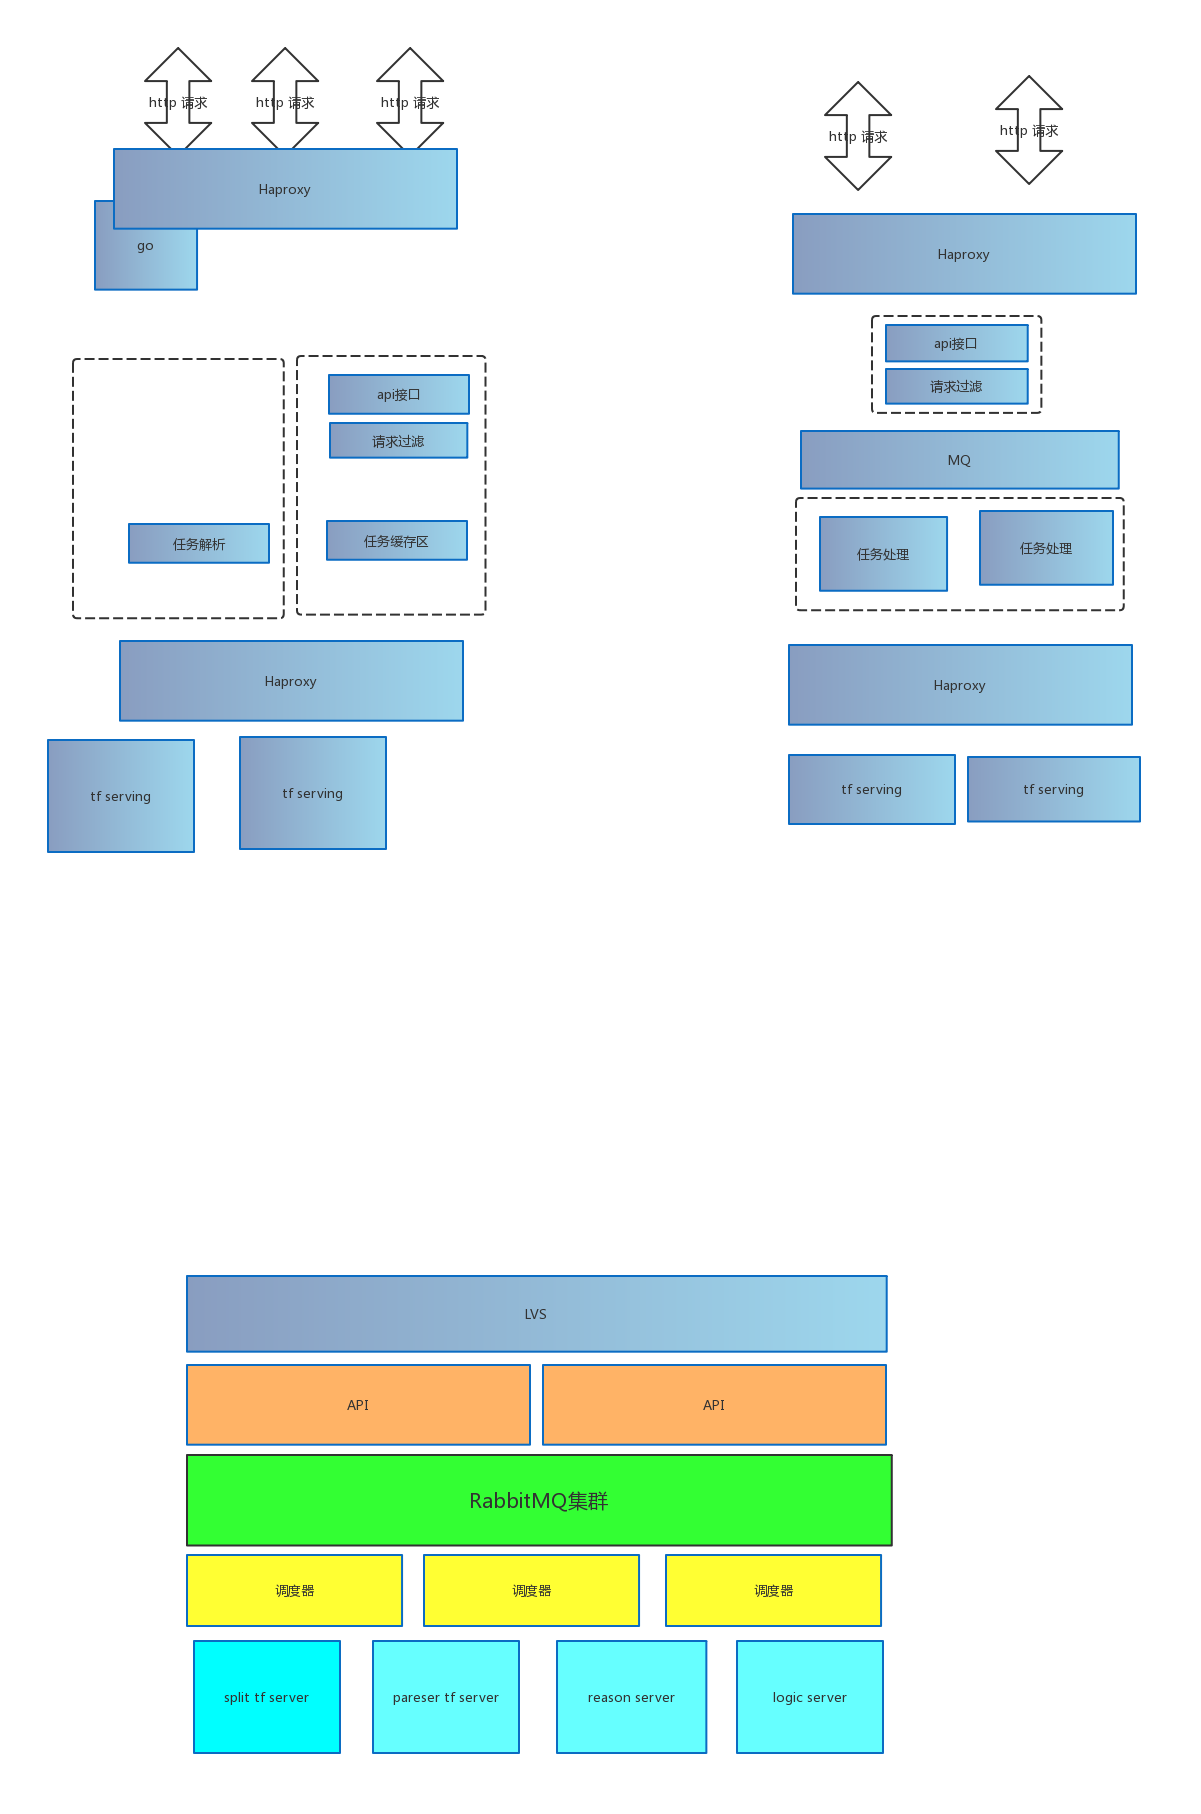 http 请求
http 请求
http 请求
Haproxy
go
api接口
请求过滤
任务解析
任务缓存区
Haproxy
tf serving
tf serving
http 请求
http 请求
Haproxy
api接口
请求过滤
MQ
任务处理
任务处理
Haproxy
tf serving
tf serving
LVS
API
API
RabbitMQ集群
调度器
调度器
调度器
split tf server
pareser tf server
reason server
logic server